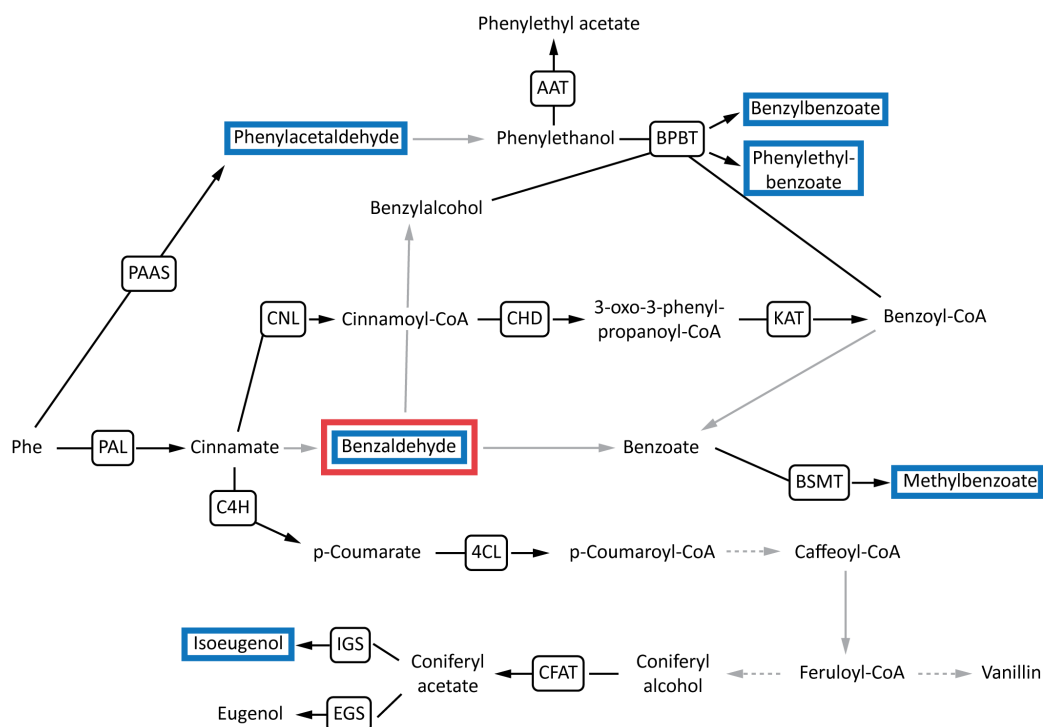 Phenylethyl acetate
AAT
Benzylbenzoate
Phenylacetaldehyde
Phenylethanol
BPBT
Phenylethyl-
benzoate
Benzylalcohol
PAAS
CNL
Cinnamoyl-CoA
CHD
3-oxo-3-phenyl-
propanoyl-CoA
KAT
Benzoyl-CoA
Phe
PAL
Cinnamate
Benzaldehyde
Benzoate
BSMT
Methylbenzoate
C4H
p-Coumarate
4CL
p-Coumaroyl-CoA
Caffeoyl-CoA
Isoeugenol
IGS
Coniferyl
acetate
CFAT
Coniferyl
alcohol
Feruloyl-CoA
Vanillin
Eugenol
EGS